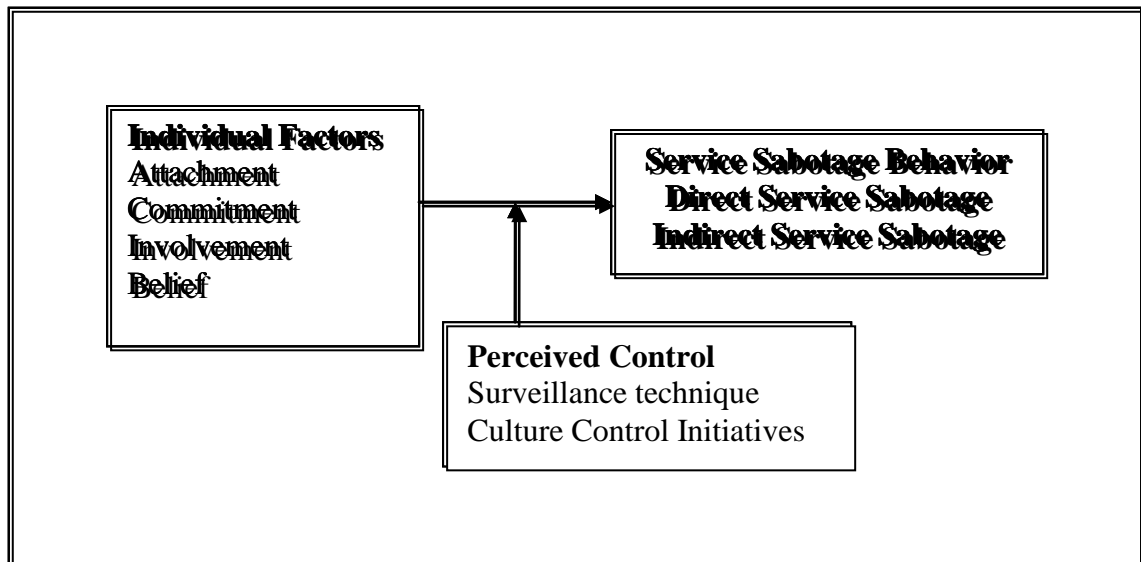 Individual Factors
Attachment
Commitment
Involvement
Belief
Service Sabotage Behavior
Direct Service Sabotage
Indirect Service Sabotage
Perceived Control
Surveillance technique
Culture Control Initiatives